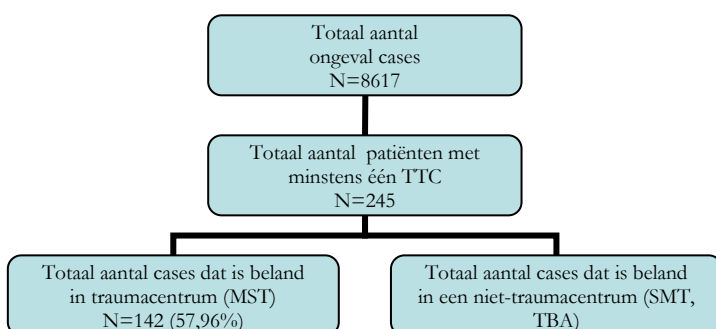 Totaal aantal
ongeval cases
N=8617
Totaal aantal patiënten met
minstens één TTC
N=245
Totaal aantal cases dat is beland
in traumacentrum (MST)
N=142 (57,96%)
Totaal aantal cases dat is beland
in een niet-traumacentrum (SMT,
TBA)